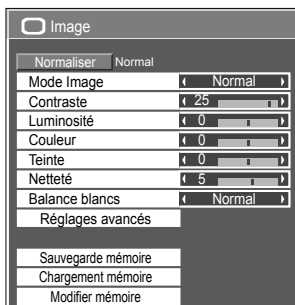 Image
Normaliser Normal
Mode Image Normal
Contraste 25
Luminosité 0
Couleur 0
Teinte 0
Netteté 5
Balance blancs Normal
Réglages avancés
Sauvegarde mémoire
Chargement mémoire
Modifier mémoire